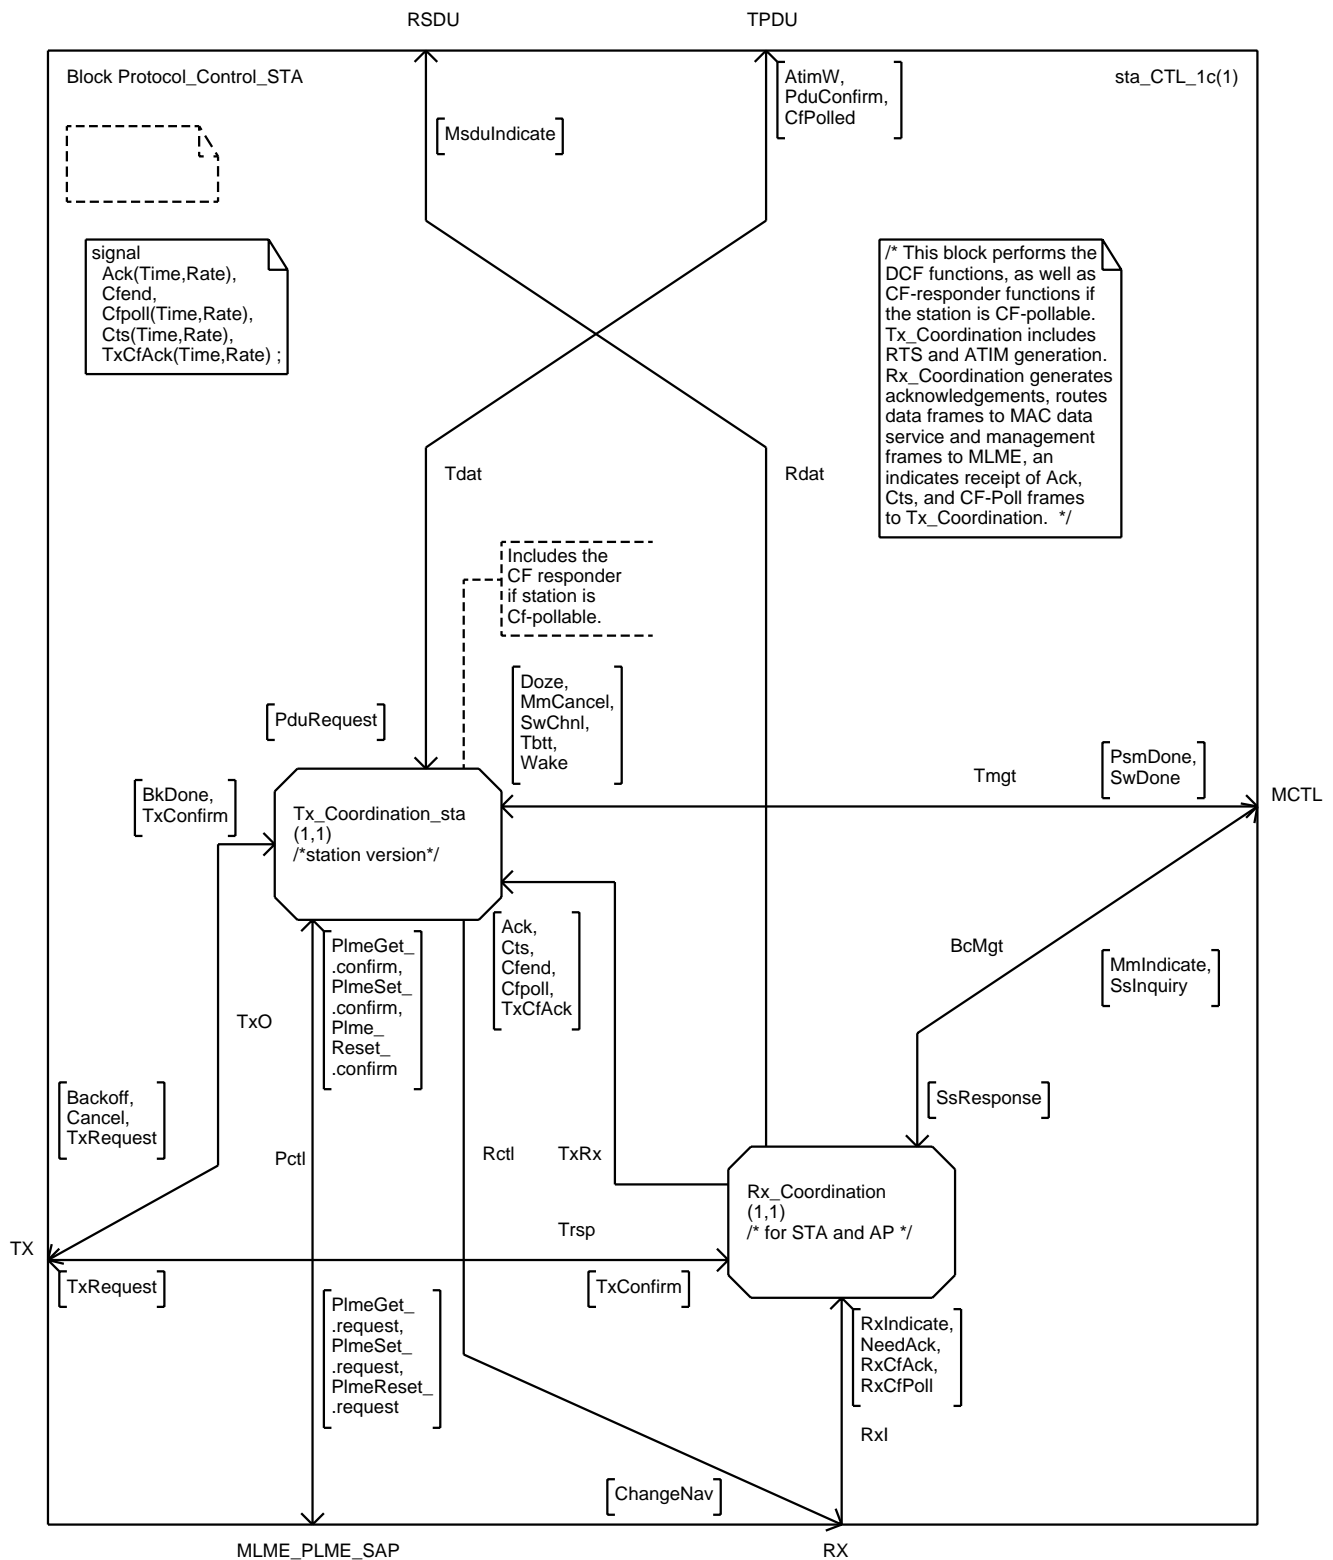 RSDU
TPDU
Block Protocol_Control_STA
sta_CTL_1c(1)
AtimW,
PduConfirm,
CfPolled
MsduIndicate
signal
Ack(Time,Rate),
Cfend,
Cfpoll(Time,Rate),
Cts(Time,Rate),
TxCfAck(Time,Rate) ;
/* This block performs the
DCF functions, as well as
CF-responder functions if
the station is CF-pollable.
Tx_Coordination includes
RTS and ATIM generation.
Rx_Coordination generates
acknowledgements, routes
data frames to MAC data
service and management
frames to MLME, an
indicates receipt of Ack,
Cts, and CF-Poll frames
to Tx_Coordination.  */
Tdat
Rdat
Includes the
CF responder
if station is
Cf-pollable.
Doze,
MmCancel,
SwChnl,
Tbtt,
Wake
PduRequest
PsmDone,
SwDone
Tmgt
MCTL
BkDone,
TxConfirm
Tx_Coordination_sta
(1,1)
/*station version*/
PlmeGet_
.confirm,
PlmeSet_
.confirm,
Plme_
Reset_
.confirm
Ack,
Cts,
Cfend,
Cfpoll,
TxCfAck
BcMgt
MmIndicate,
SsInquiry
TxO
Backoff,
Cancel,
TxRequest
SsResponse
Pctl
Rctl
TxRx
Rx_Coordination
(1,1)
/* for STA and AP */
Trsp
TX
TxRequest
TxConfirm
PlmeGet_
.request,
PlmeSet_
.request,
PlmeReset_
.request
RxIndicate,
NeedAck,
RxCfAck,
RxCfPoll
RxI
ChangeNav
MLME_PLME_SAP
RX